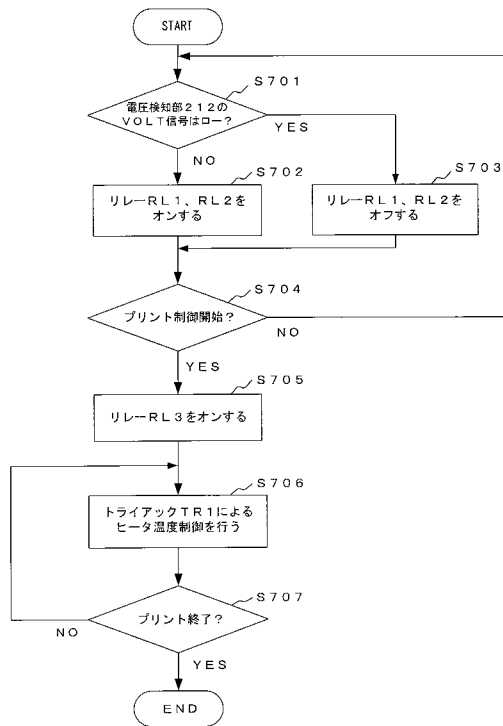 START
S701
電圧検知部212の
VOLT信号はロー?
YES
NO
S702
リレーRL1、RL2を
オンする
S703
リレーRL1、RL2を
オフする
S704
プリント制御開始?
NO
YES
S705
リレーRL3をオンする
S706
トライアックTR1による
ヒータ温度制御を行う
S707
プリント終了?
NO
YES
END